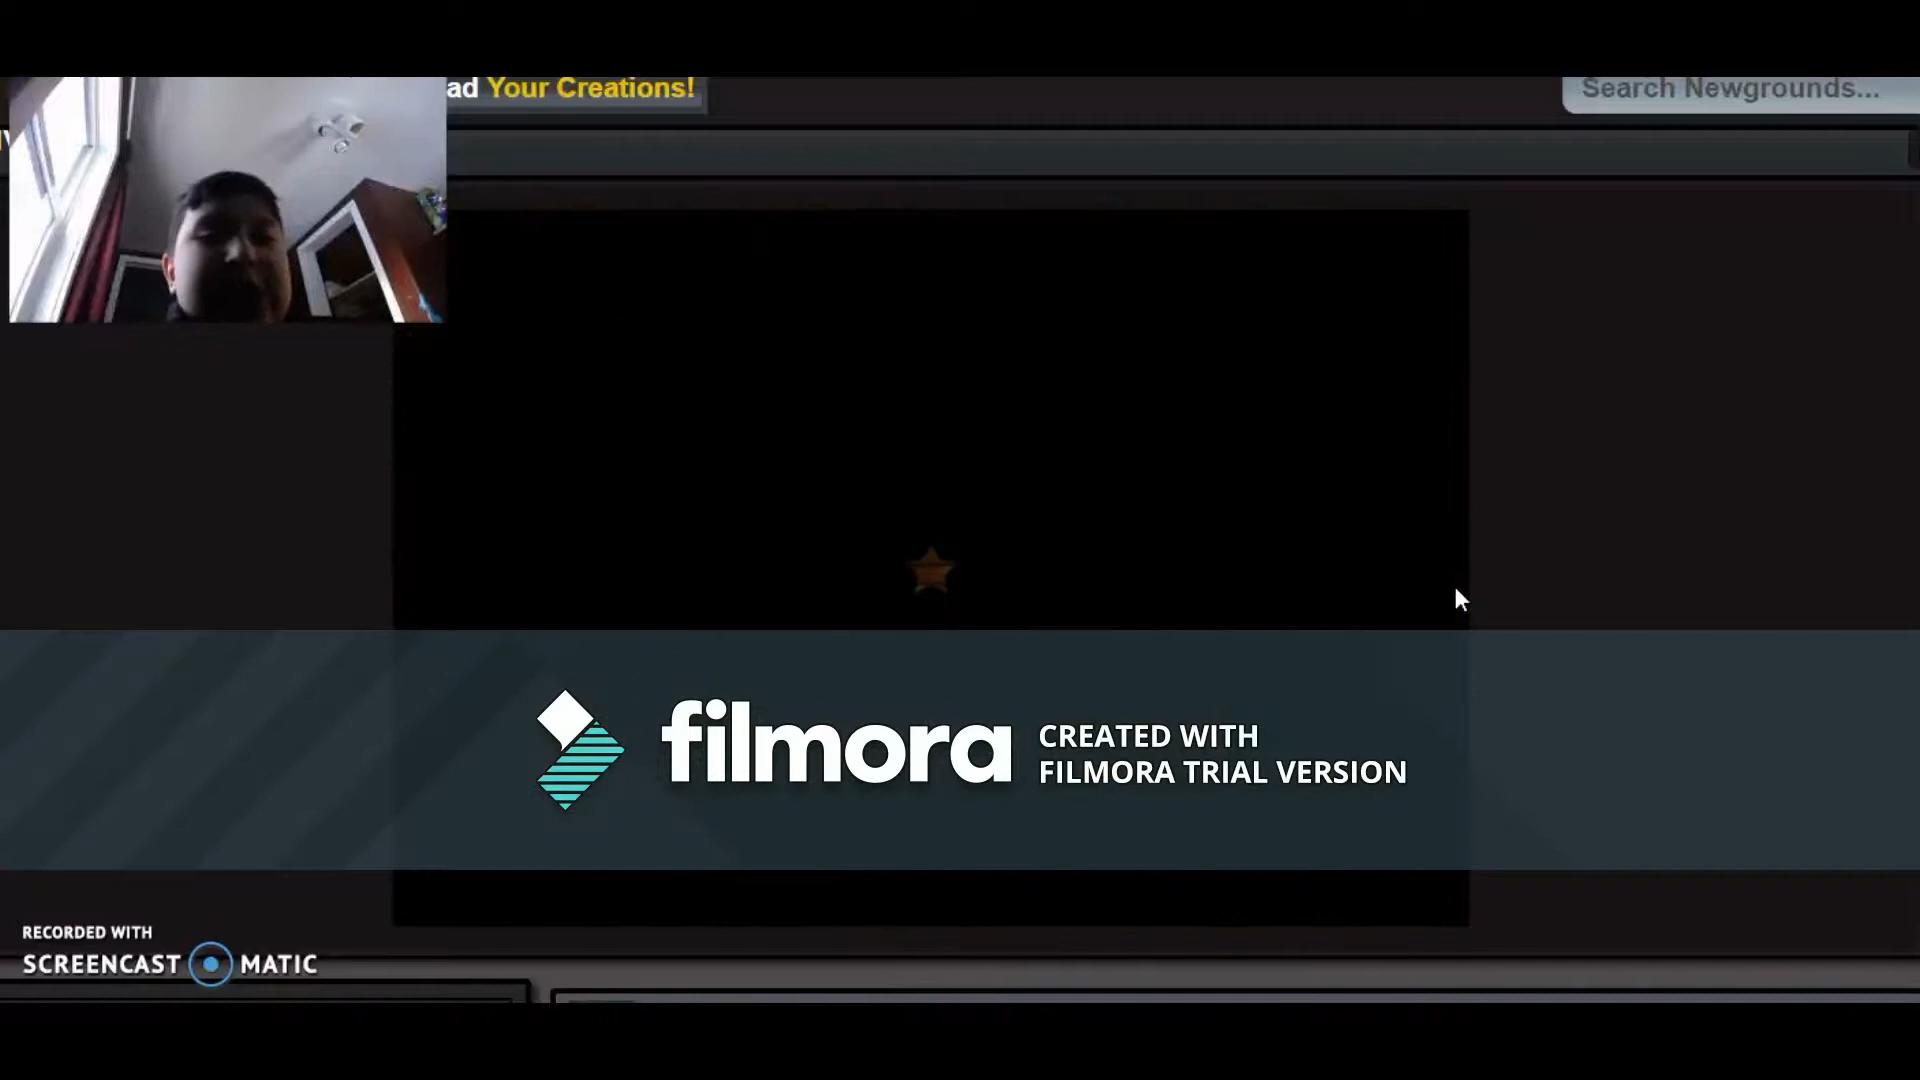 ad Your Creations!
Search Newgrounds...
filmora
CREATED WITH
FILMORA TRIAL VERSION
RECORDED WITH
SCREENCAST MATIC